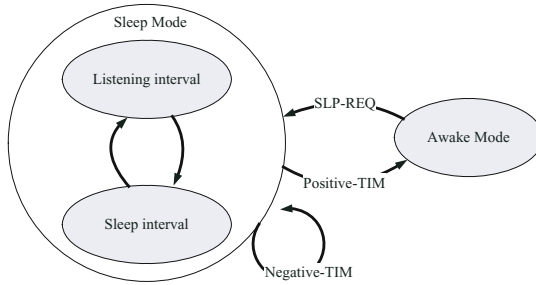 Sleep Mode
Listening interval
SLP-REQ
Awake Mode
Positive-TIM
Sleep interval
Negative-TIM